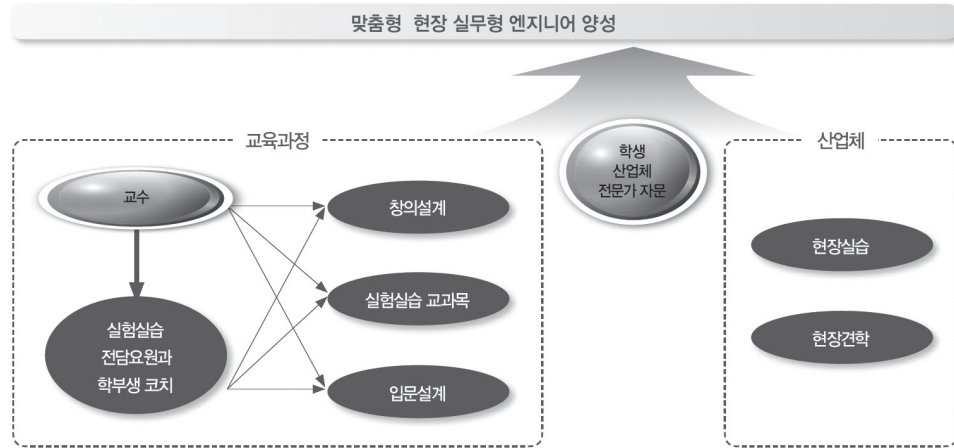 맞춤형 현장 실무형 엔지니어 양성
교육과정
교수
실험실습
전담요원과
학부생 코치
창의설계
실험실습 교과목
입문설계
학생
산업체
전문가 자문
산업체
현장실습
현장견학